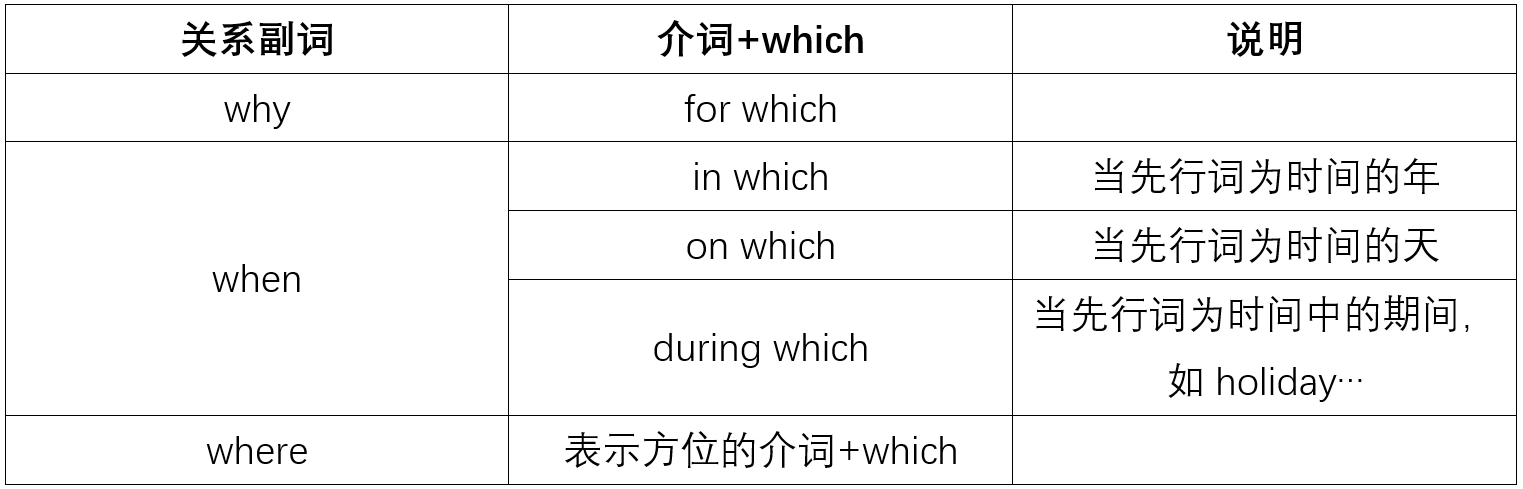 关系副词 介词+which 说明
why for which
in which 当先行词为时间的年
on which 当先行词为时间的天
when
during which 当先行词为时间中的期间，
如 holiday…
where 表示方位的介词+which